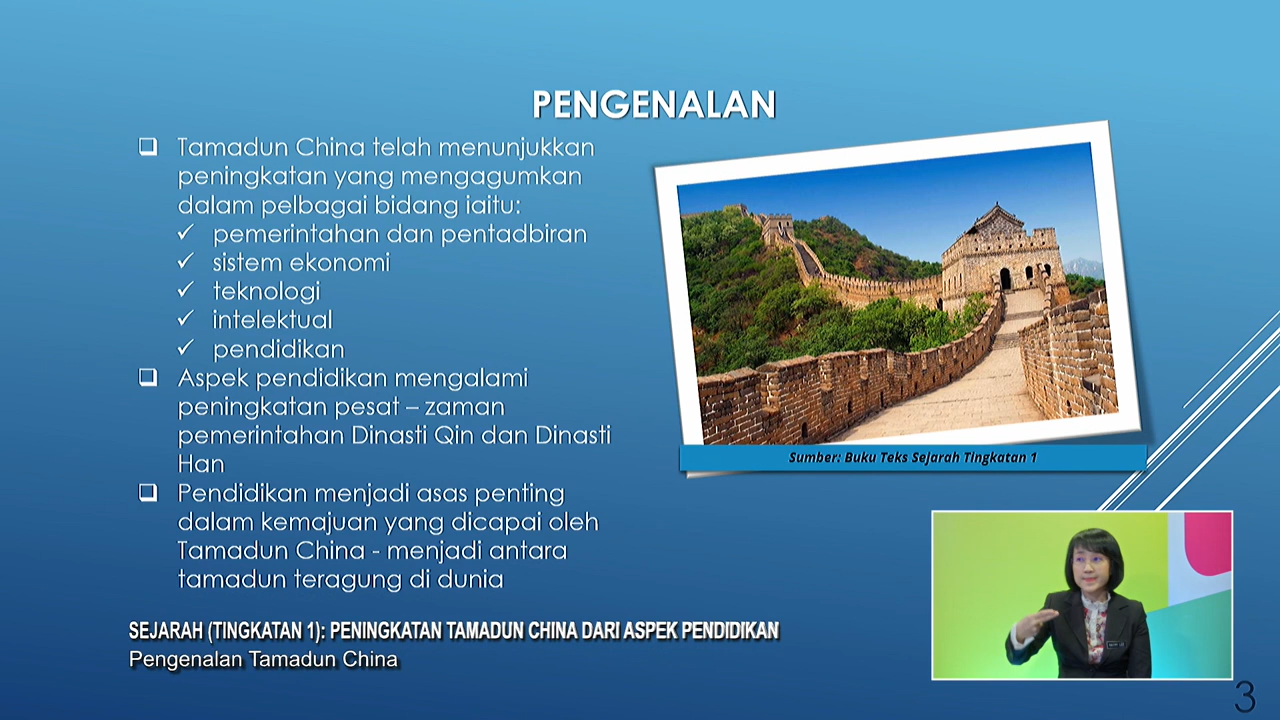 PENGENALAN
Tamadun China telah menunjukkan
peningkatan yang mengagumkan
dalam pelbagai bidang iaitu:
pemerintahan dan pentadbiran
sistem ekonomi
teknologi
intelektual
pendidikan
Aspek pendidikan mengalami
peningkatan pesat – zaman
pemerintahan Dinasti Qin dan Dinasti
Han
Pendidikan menjadi asas penting
dalam kemajuan yang dicapai oleh
Tamadun China - menjadi antara
tamadun teragung di dunia
Sumber: Buku Teks Sejarah Tingkatan 1
SEJARAH (TINGKATAN 1): PENINGKATAN TAMADUN CHINA DARI ASPEK PENDIDIKAN
Pengenalan Tamadun China
3